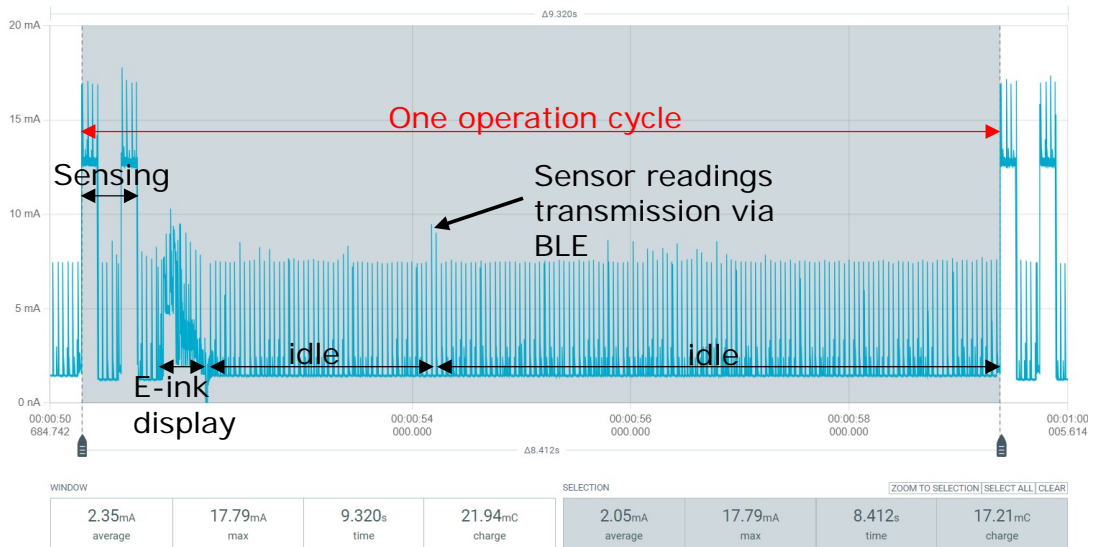 Δ9.320s
20 mA
15 mA
10 mA
5 mA
0 nA
One operation cycle
Sensing
Sensor readings
transmission via
BLE
idle
idle
E-ink
display
00:00:50
684.742
00:00:54
000.000
00:00:56
000.000
00:00:58
000.000
00:01:00
005.614
Δ8.412s
WINDOW
SELECTION
ZOOM TO SELECTION SELECT ALL CLEAR
2.35mA 17.79mA 9.320s 21.94mC
average max time charge
2.05mA 17.79mA 8.412s 17.21mC
average max time charge